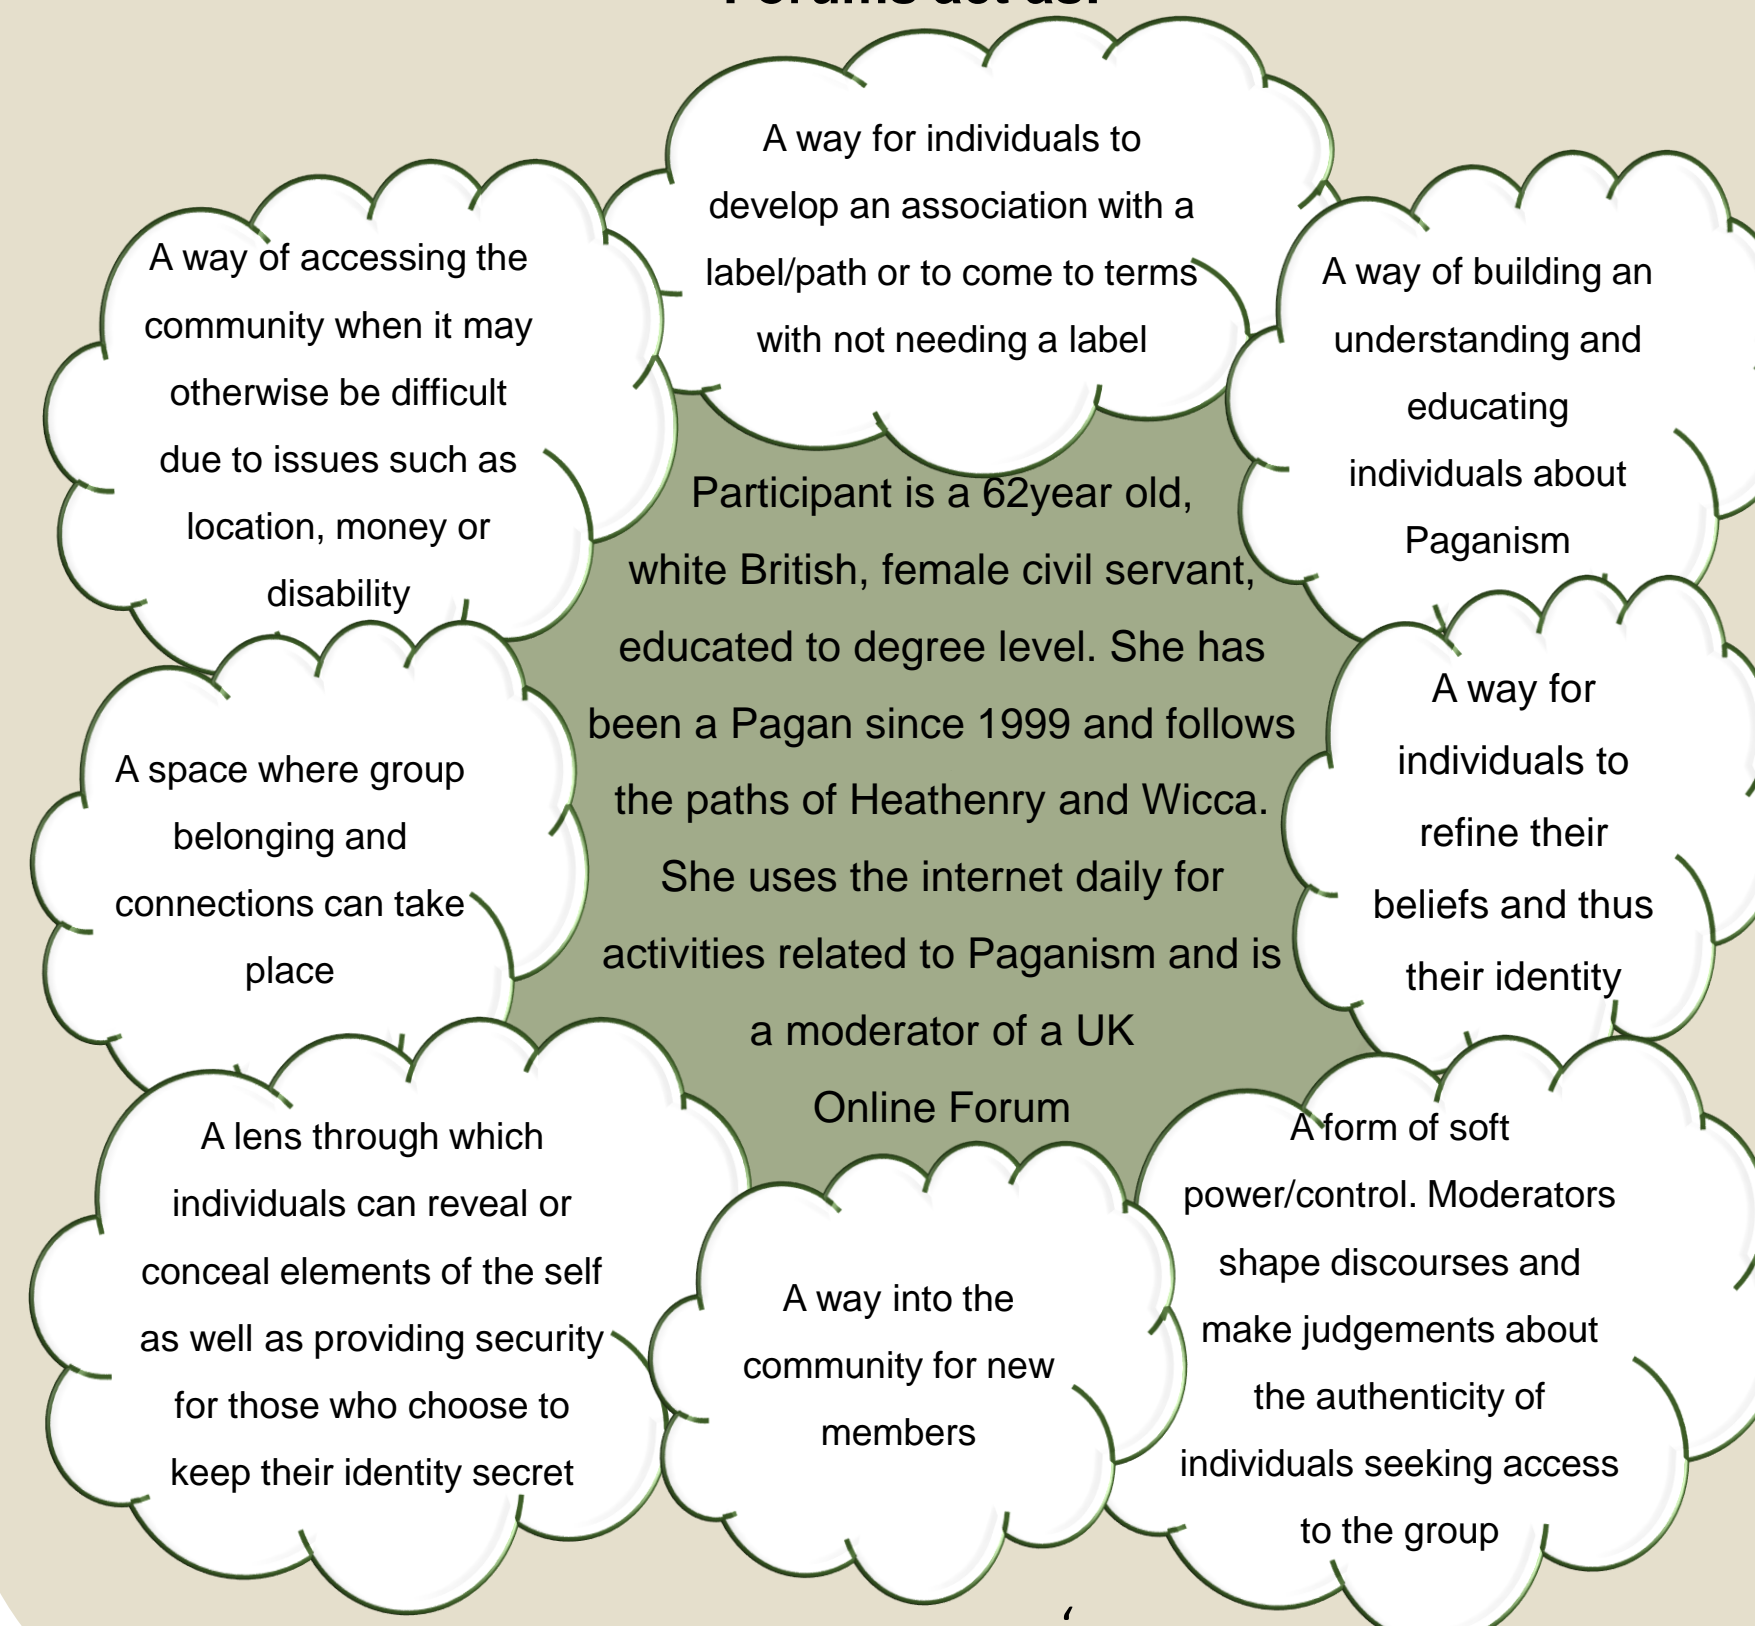 Forums act as:
A way for individuals to
develop an association with a
label/path or to come to terms
with not needing a label
A way of accessing the
community when it may
otherwise be difficult
due to issues such as
location, money or
disability
A way of building an
understanding and
educating
individuals about
Paganism
Participant is a 62year old,
white British, female civil servant,
educated to degree level. She has
been a Pagan since 1999 and follows
the paths of Heathenry and Wicca.
She uses the internet daily for
activities related to Paganism and is
a moderator of a UK
Online Forum
A space where group
belonging and
connections can take
place
A way for
individuals to
refine their
beliefs and thus
their identity
A lens through which
individuals can reveal or
conceal elements of the self
as well as providing security
for those who choose to
keep their identity secret
A way into the
community for new
members
A form of soft
power/control. Moderators
shape discourses and
make judgements about
the authenticity of
individuals seeking access
to the group
‘